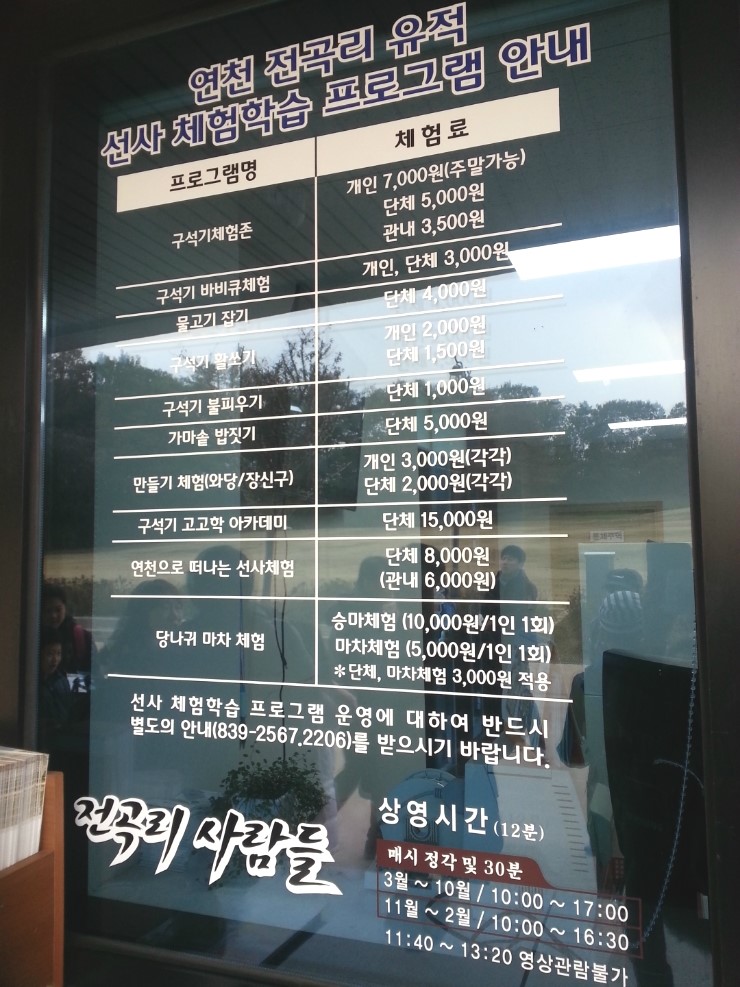 연천 전곡리 유적
선사 체험학습 프로그램 안내
프로그램명 체험료
구석기체험존
개인 7,000원(주말가능)
단체 5,000원
관내 3,500원
구석기 바비큐체험 개인, 단체 3,000원
물고기 잡기 단체 4,000원
구석기 활쏘기
개인 2,000원
단체 1,500원
구석기 불피우기 단체 1,000원
가마솥 밥짓기 단체 5,000원
만들기 체험(와당/장신구)
개인 3,000원(각각)
단체 2,000원(각각)
구석기 고고학 아카데미 단체 15,000원
연천으로 떠나는 선사체험
단체 8,000원
(관내 6,000원)
당나귀 마차 체험
승마체험 (10,000원/1인 1회)
마차체험 (5,000원/1인 1회)
*단체, 마차체험 3,000원 적용
선사 체험학습 프로그램 운영에 대하여 반드시
별도의 안내(839-2567.2206)를 받으시기 바랍니다.
전곡리 사람들
상영시간 (12분)
매시 정각 및 30분
3월 ~ 10월 / 10:00 ~ 17:00
11월 ~ 2월 / 10:00 ~ 16:30
11:40 ~ 13:20 영상관람불가